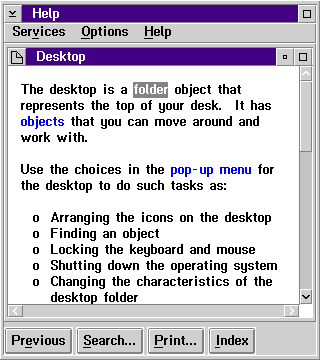 Help
Services Options Help
Desktop
The desktop is a folder object that
represents the top of your desk. It has
objects that you can move around and
work with.
Use the choices in the pop-up menu for
the desktop to do such tasks as:
o Arranging the icons on the desktop
o Finding an object
o Locking the keyboard and mouse
o Shutting down the operating system
o Changing the characteristics of the
desktop folder
Previous Search... Print... Index